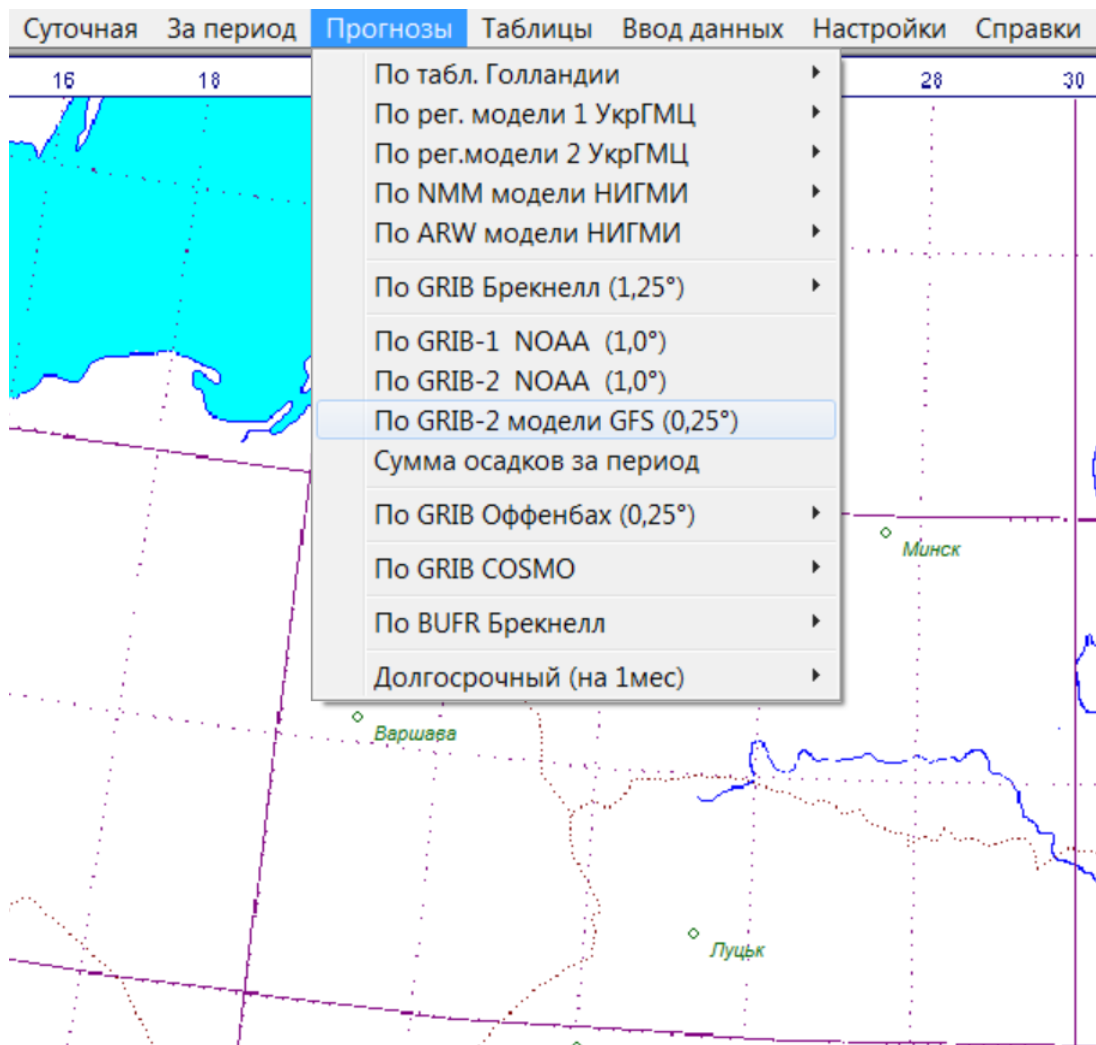 Суточная За период Прогнозы Таблицы Ввод данных Настройки Справки
16 18 28 30
По табл. Голландии
По рег. модели 1 УкрГМЦ
По рег.модели 2 УкрГМЦ
По NMM модели НИГМИ
По ARW модели НИГМИ
По GRIB Брекнелл (1,25°)
По GRIB-1 NOAA (1,0°)
По GRIB-2 NOAA (1,0°)
По GRIB-2 модели GFS (0,25°)
Сумма осадков за период
По GRIB Оффенбах (0,25°)
По GRIB COSMO
По BUFR Брекнелл
Долгосрочный (на 1мес)
Минск
Варшава
Луцьк